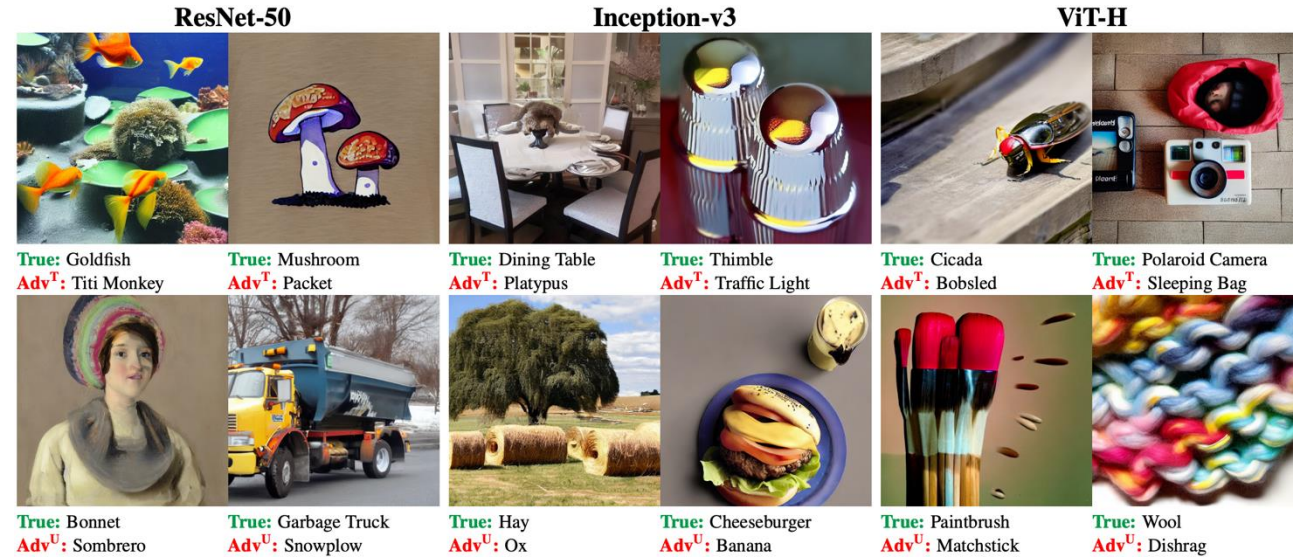 ResNet-50 Inception-v3 ViT-H
True: Goldfish True: Mushroom True: Dining Table True: Thimble True: Cicada True: Polaroid Camera
Adv^T: Titi Monkey Adv^T: Packet Adv^T: Platypus Adv^T: Traffic Light Adv^T: Bobsled Adv^T: Sleeping Bag
True: Bonnet True: Garbage Truck True: Hay True: Cheeseburger True: Paintbrush True: Wool
Adv^U: Sombrero Adv^U: Snowplow Adv^U: Ox Adv^U: Banana Adv^U: Matchstick Adv^U: Dishrag